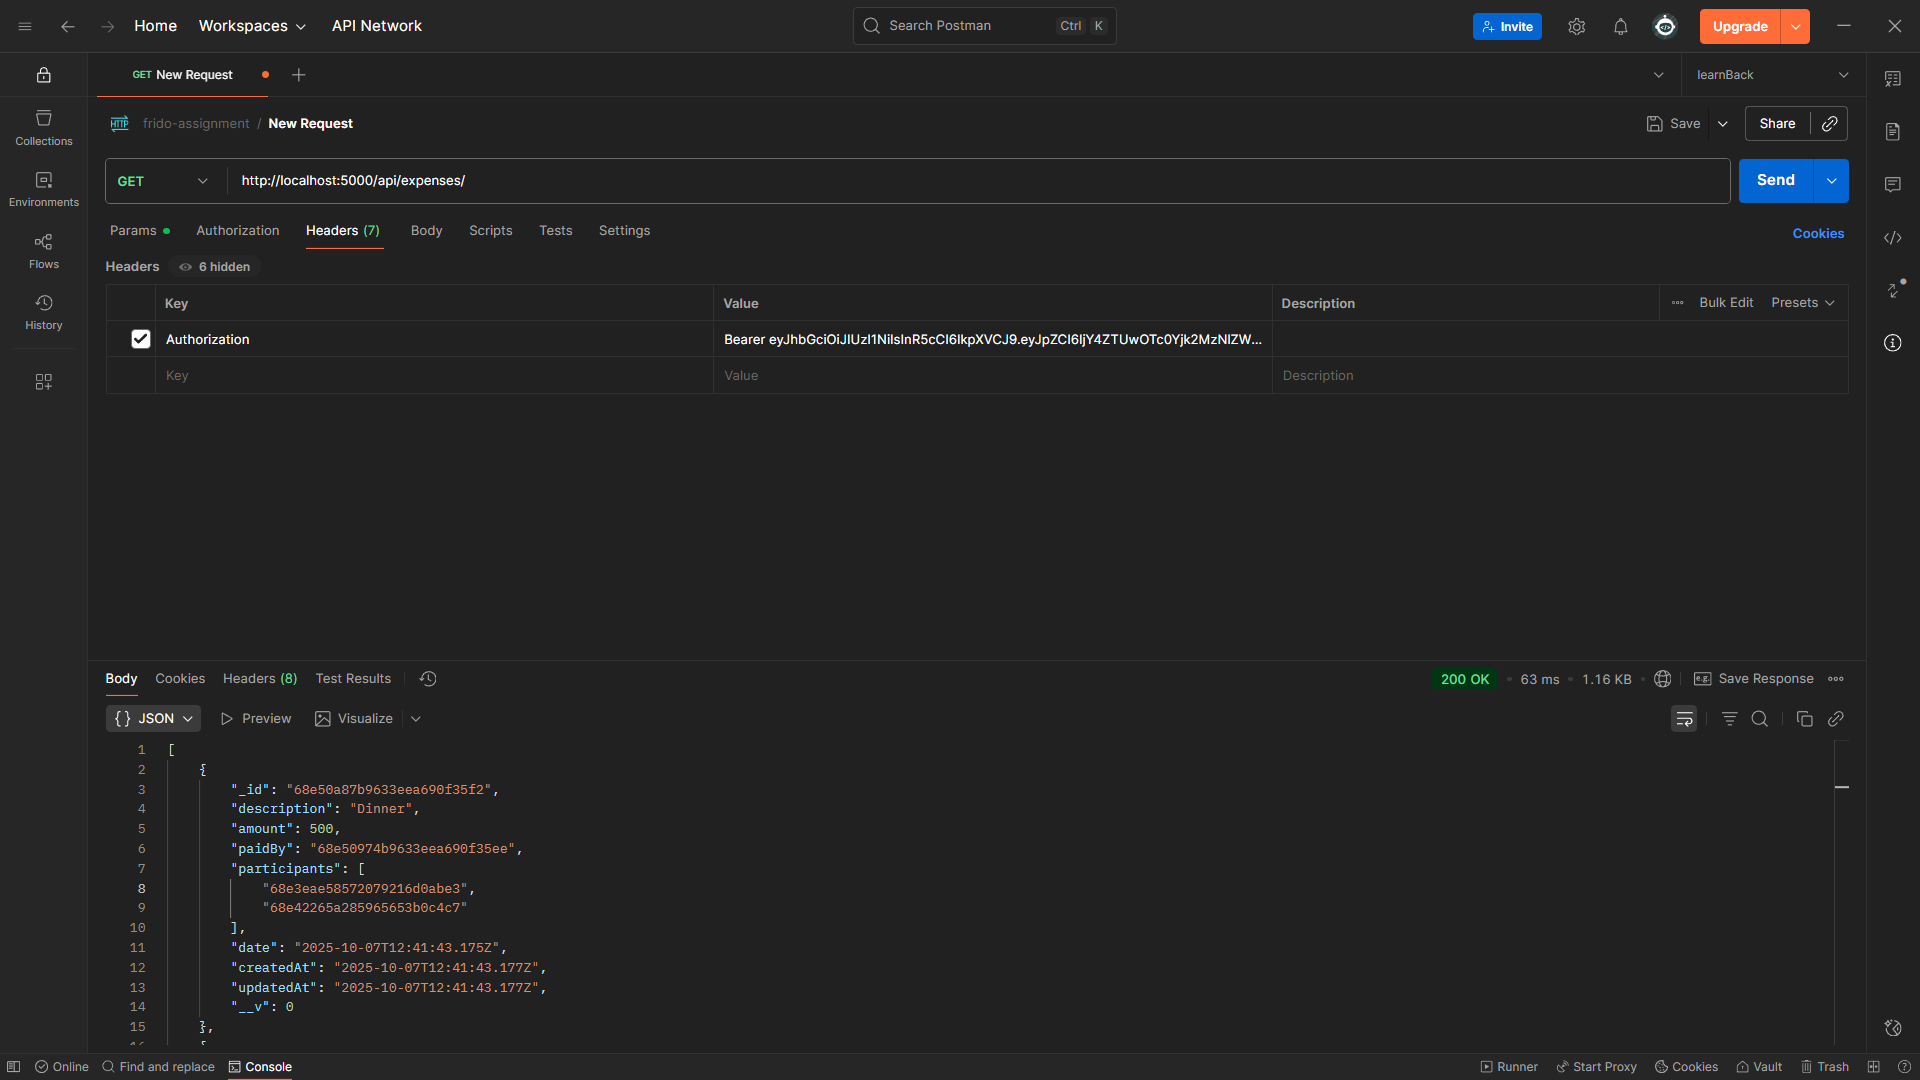 Home Workspaces API Network Search Postman Ctrl K Invite Upgrade
GET New Request learnBack
HTTP frido-assignment / New Request Save Share
Collections
GET http://localhost:5000/api/expenses/ Send
Environments
Params Authorization Headers (7) Body Scripts Tests Settings Cookies
Flows
Headers 6 hidden
History
Key Value Description Bulk Edit Presets
Authorization Bearer eyJhbGciOiJIUzI1NiIsInR5cCI6IkpXVCJ9.eyJpZCI6IjY4ZTUwOTc0Yjk2MzNlZW...
Key Value Description
Body Cookies Headers (8) Test Results 200 OK 63 ms 1.16 KB e.g. Save Response
{} JSON Preview Visualize
1 [
2 {
3 "_id": "68e50a87b9633eea690f35f2",
4 "description": "Dinner",
5 "amount": 500,
6 "paidBy": "68e50974b9633eea690f35ee",
7 "participants": [
8 "68e3eae58572079216d0abe3",
9 "68e42265a285965653b0c4c7"
10 ],
11 "date": "2025-10-07T12:41:43.175Z",
12 "createdAt": "2025-10-07T12:41:43.177Z",
13 "updatedAt": "2025-10-07T12:41:43.177Z",
14 "__v": 0
15 },
Online Find and replace Console Runner Start Proxy Cookies Vault Trash